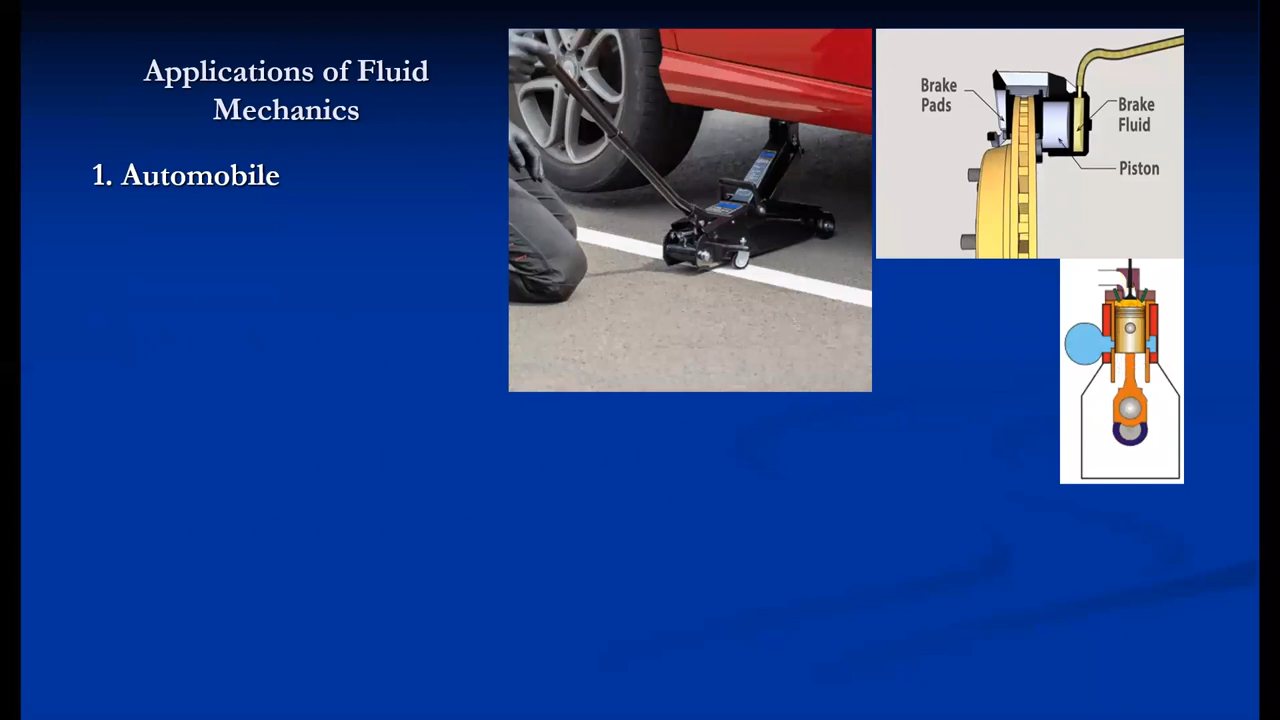 Applications of Fluid
Mechanics
1. Automobile
Brake
Pads
Brake
Fluid
Piston